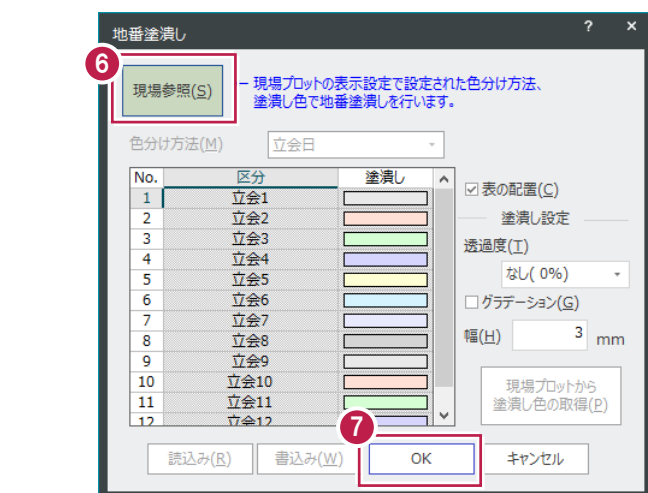 地番塗潰し ? ×
6
現場参照(S)
現場プロットの表示設定で設定された色分け方法、
塗潰し色で地番塗潰しを行います。
色分け方法(M) 立会日
No. 区分 塗潰し
1 立会1
2 立会2
3 立会3
4 立会4
5 立会5
6 立会6
7 立会7
8 立会8
9 立会9
10 立会10
11 立会11
12 立会12
表の配置(C)
塗潰し設定
透過度(T)
なし( 0%)
グラデーション(G)
幅(H) 3 mm
現場プロットから
塗潰し色の取得(P)
7
読込み(R) 書込み(W) OK キャンセル